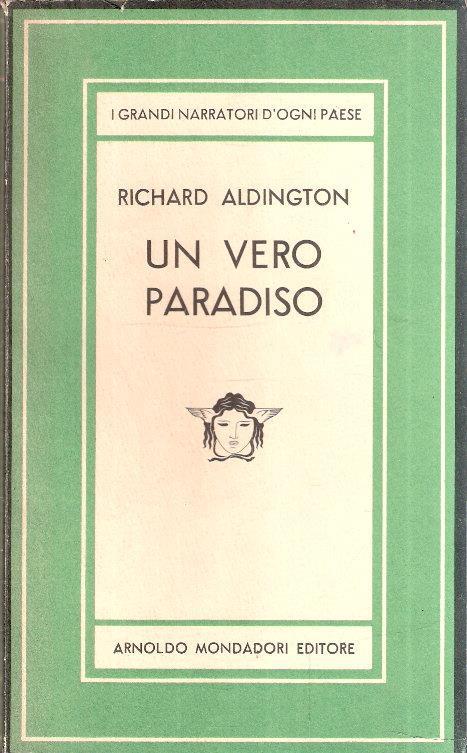 I GRANDI NARRATORI D'OGNI PAESE
RICHARD ALDINGTON
UN VERO
PARADISO
ARNOLDO MONDADORI EDITORE